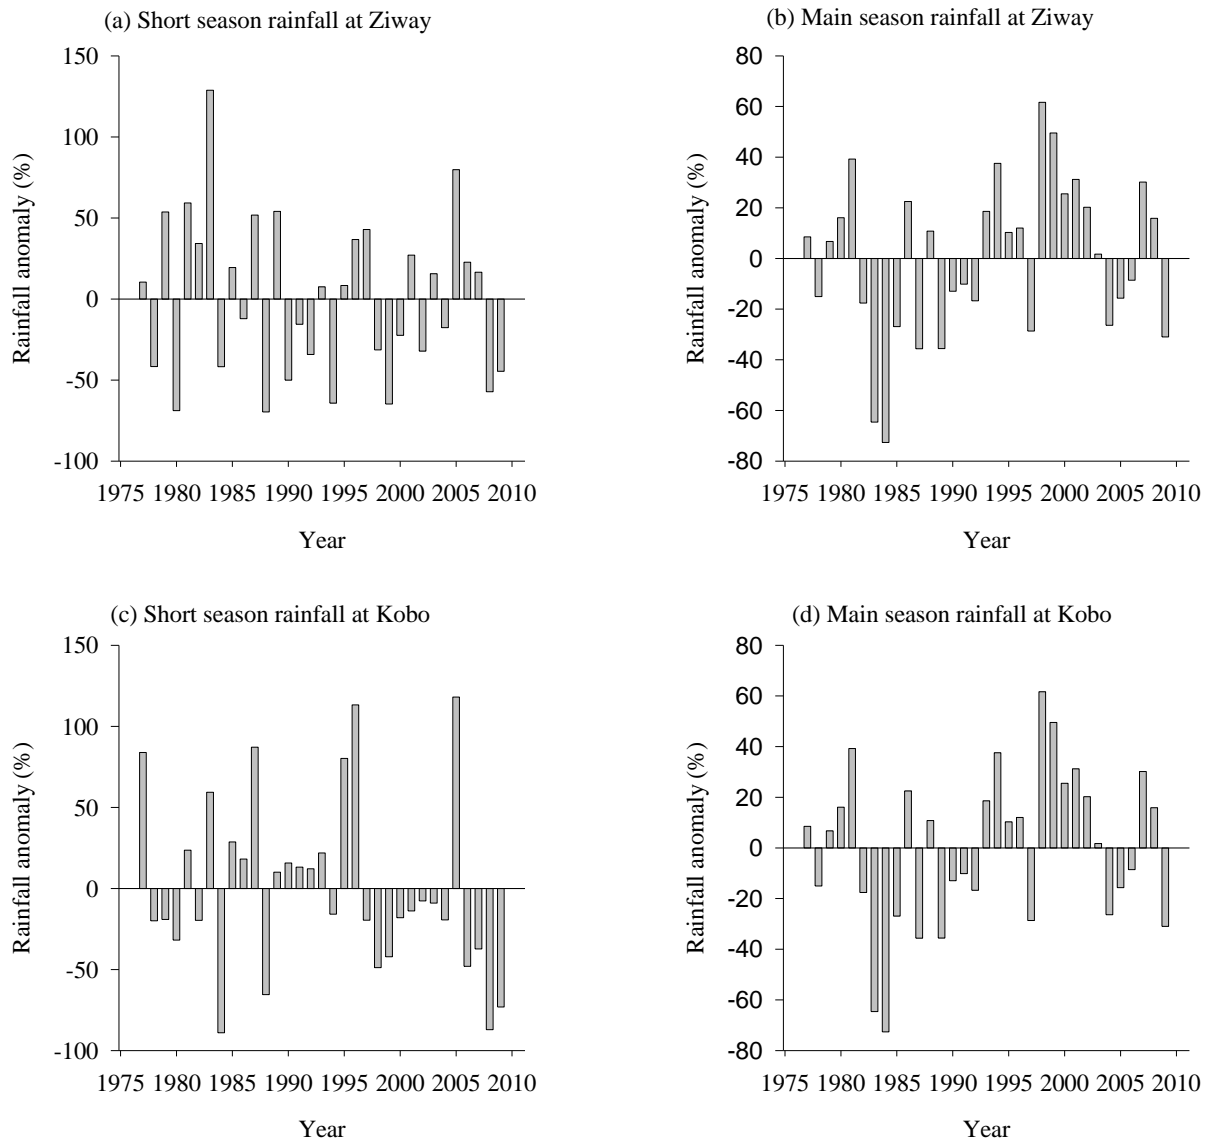 (a) Short season rainfall at Ziway
150
100
50
0
-50
-100
Rainfall anomaly (%)
1975 1980 1985 1990 1995 2000 2005 2010
Year
(b) Main season rainfall at Ziway
80
60
40
20
0
-20
-40
-60
-80
Rainfall anomaly (%)
1975 1980 1985 1990 1995 2000 2005 2010
Year
(c) Short season rainfall at Kobo
150
100
50
0
-50
-100
Rainfall anomaly (%)
1975 1980 1985 1990 1995 2000 2005 2010
Year
(d) Main season rainfall at Kobo
80
60
40
20
0
-20
-40
-60
-80
Rainfall anomaly (%)
1975 1980 1985 1990 1995 2000 2005 2010
Year